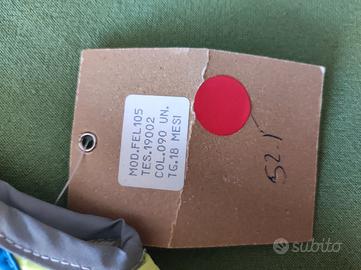 MOD.FEL105
TES.19002
COL.090 UN.
TG.18 MESI
52-1
subito